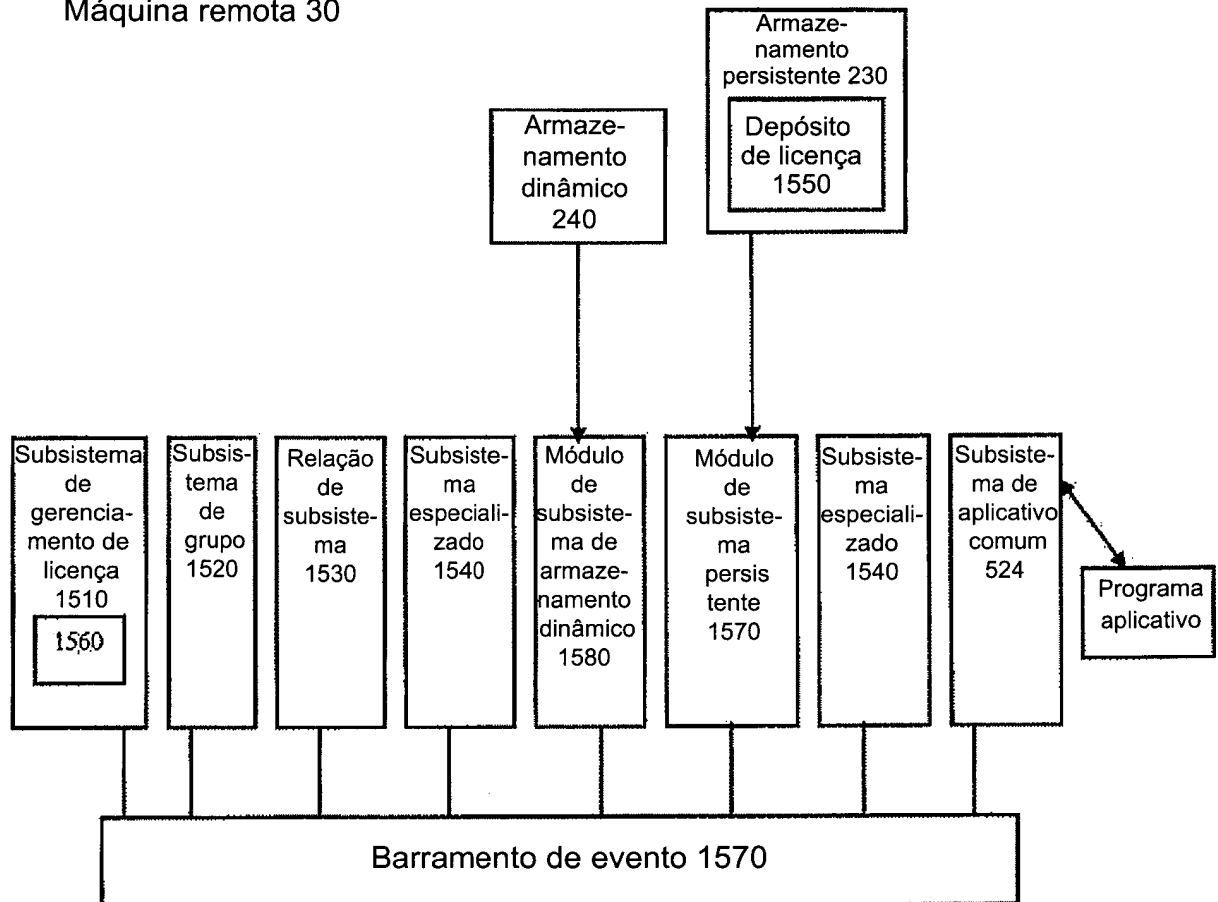 Máquina remota 30
Armaze-
namento
persistente 230
Depósito
de licença
1550
Armaze-
namento
dinâmico
240
Subsistema
de
gerencia-
mento de
licença
1510
1560
Subsis-
tema
de
grupo
1520
Relação
de
subsiste-
ma
1530
Subsiste-
ma
especiali-
zado
1540
Módulo
de
subsiste-
ma de
armaze-
namento
dinâmico
1580
Módulo
de
subsiste-
ma
persis
tente
1570
Subsiste-
ma
especiali-
zado
1540
Subsiste-
ma de
aplicativo
comum
524
Programa
aplicativo
Barramento de evento 1570